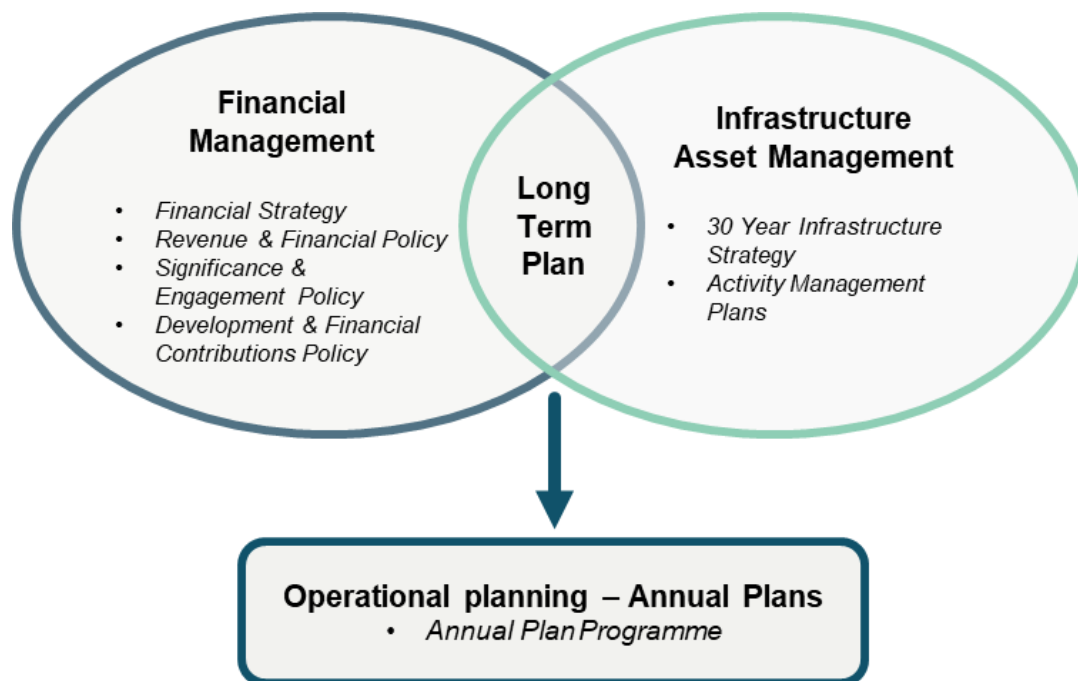 Financial
Management
• Financial Strategy
• Revenue & Financial Policy
• Significance &
Engagement Policy
• Development & Financial
Contributions Policy
Long
Term
Plan
Infrastructure
Asset Management
• 30 Year Infrastructure
Strategy
• Activity Management
Plans
Operational planning – Annual Plans
• Annual Plan Programme